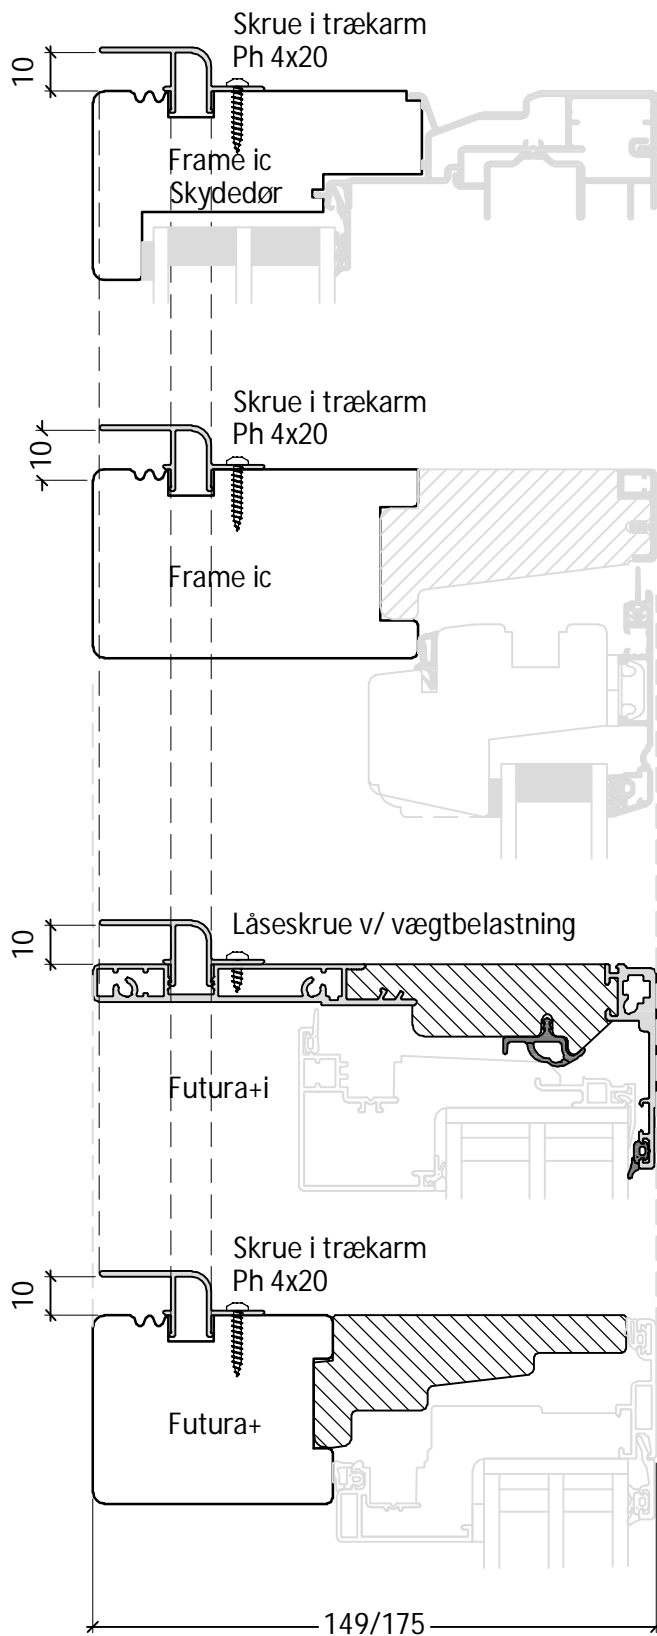 Skrue i trækarm
Ph 4x20
10
Frame ic
Skydedør
Skrue i trækarm
Ph 4x20
10
Frame ic
Låseskrue v/ vægtbelastning
10
Futura+i
Skrue i trækarm
Ph 4x20
10
Futura+
149/175